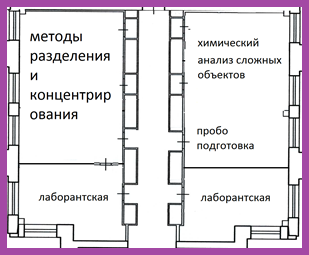 методы
разделения
и
концентрир
ования
химический
анализ сложных
объектов
пробо
подготовка
лаборантская
лаборантская